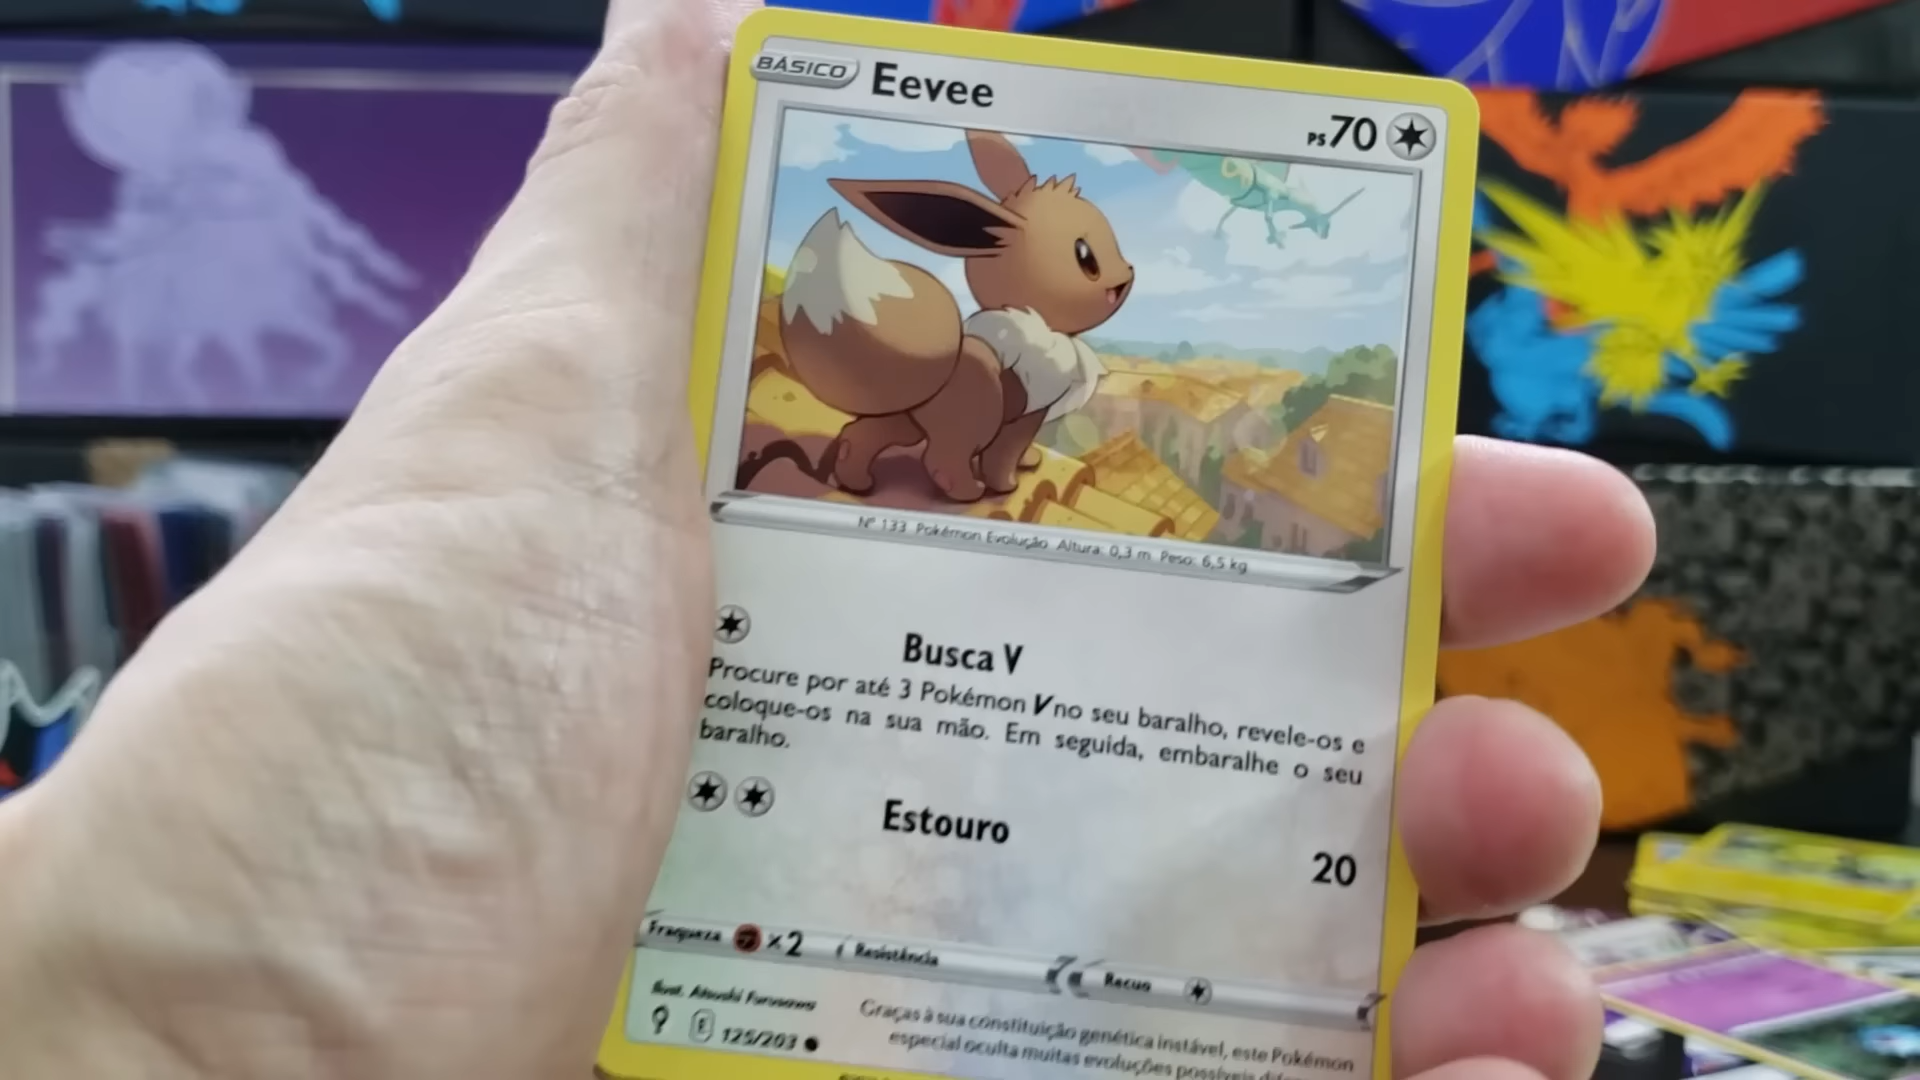 BÁSICO Eevee PS70
Nº 133 Pokémon Evolução Altura: 0,3 m Peso: 6,5 kg
Busca V
Procure por até 3 Pokémon V no seu baralho, revele-os e
coloque-os na sua mão. Em seguida, embaralhe o seu
baralho.
Estouro
20
Fraqueza ×2 Resistência Recuo
Ilust. Atsushi Furusawa
E 125/203
Graças à sua constituição genética instável, este Pokémon
especial oculta muitas evoluções possíveis